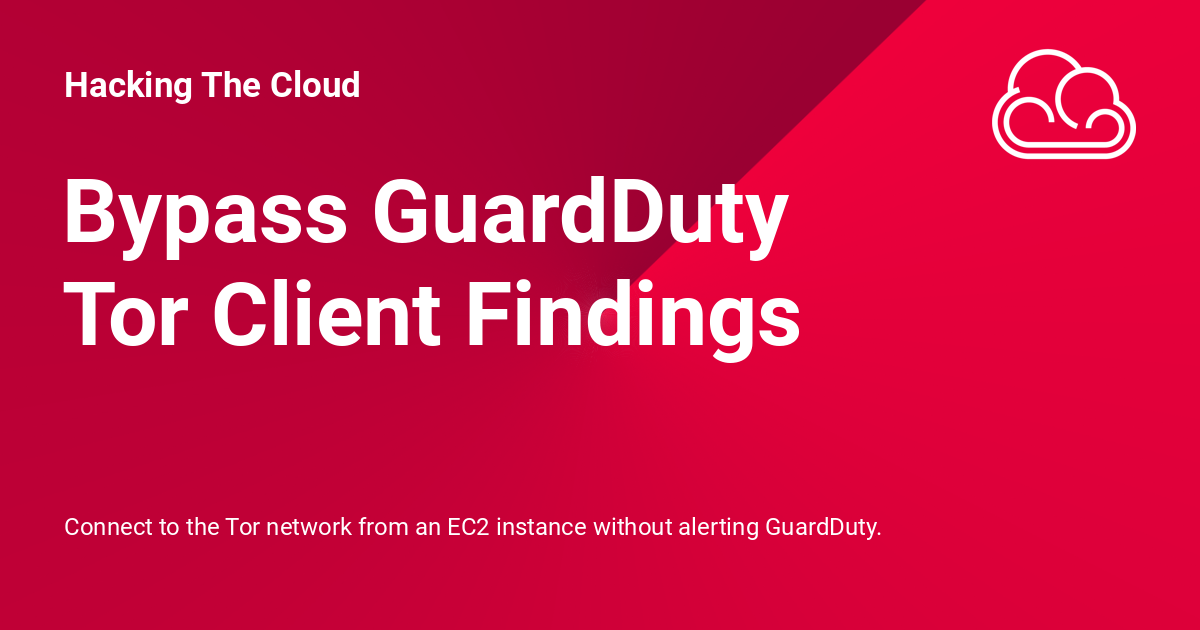 Hacking The Cloud
Bypass GuardDuty
Tor Client Findings
Connect to the Tor network from an EC2 instance without alerting GuardDuty.